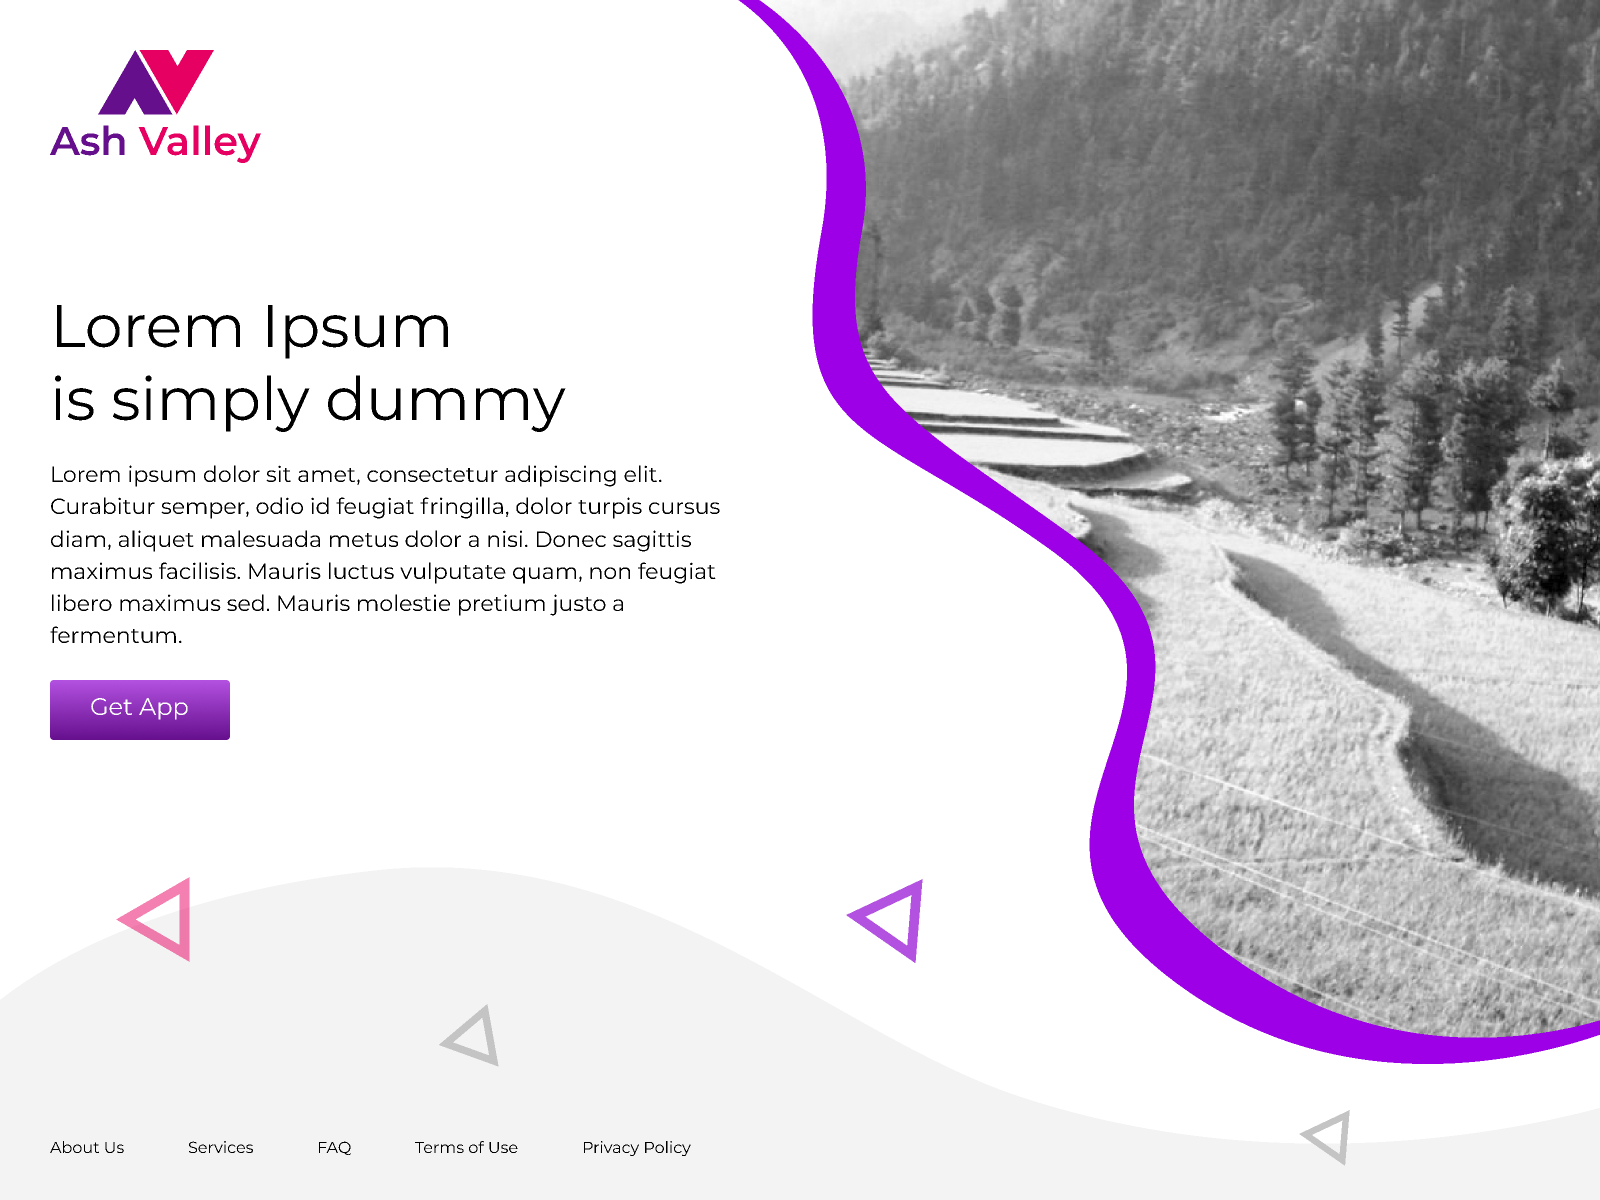 Ash Valley
Lorem Ipsum
is simply dummy
Lorem ipsum dolor sit amet, consectetur adipiscing elit.
Curabitur semper, odio id feugiat fringilla, dolor turpis cursus
diam, aliquet malesuada metus dolor a nisi. Donec sagittis
maximus facilisis. Mauris luctus vulputate quam, non feugiat
libero maximus sed. Mauris molestie pretium justo a
fermentum.
Get App
About Us Services FAQ Terms of Use Privacy Policy